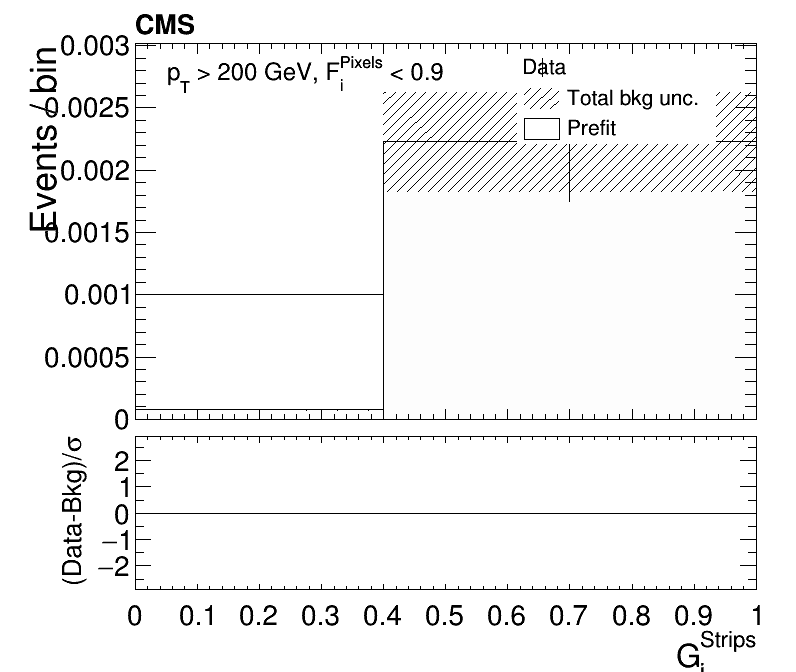 CMS
p_T > 200 GeV, F_i^Pixels < 0.9
Data
Total bkg unc.
Prefit
Events / bin
0.003
0.0025
0.002
0.0015
0.001
0.0005
0
(Data-Bkg)/σ
2
1
0
−1
−2
0 0.1 0.2 0.3 0.4 0.5 0.6 0.7 0.8 0.9 1
G_i^Strips